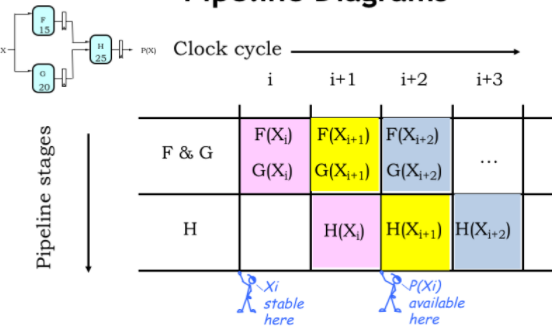 Pipeline Diagrams
F
15
X
H
25
P(X)
G
20
Clock cycle
i i+1 i+2 i+3
Pipeline stages
F & G
F(Xi) F(Xi+1) F(Xi+2)
G(Xi) G(Xi+1) G(Xi+2) ...
H H(Xi) H(Xi+1) H(Xi+2)
Xi
stable
here
P(Xi)
available
here